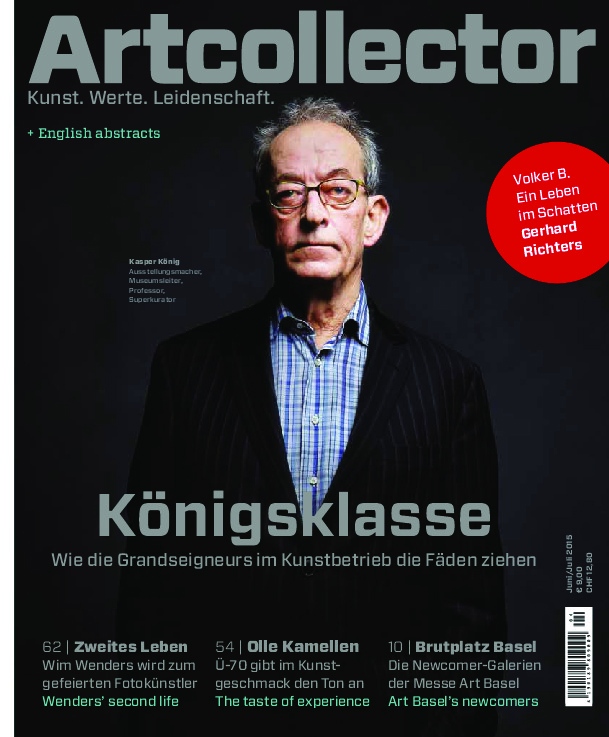 Artcollector
Kunst. Werte. Leidenschaft.
+ English abstracts
Volker B.
Ein Leben
im Schatten
Gerhard
Richters
Kasper König
Ausstellungsmacher,
Museumsleiter,
Professor,
Superkurator
Königsklasse
Wie die Grandseigneurs im Kunstbetrieb die Fäden ziehen
Juni/Juli 2015
€ 9,00
CHF 12,60
62 | Zweites Leben
Wim Wenders wird zum
gefeierten Fotokünstler
Wenders' second life
54 | Olle Kamellen
Ü-70 gibt im Kunst-
geschmack den Ton an
The taste of experience
10 | Brutplatz Basel
Die Newcomer-Galerien
der Messe Art Basel
Art Basel's newcomers
04